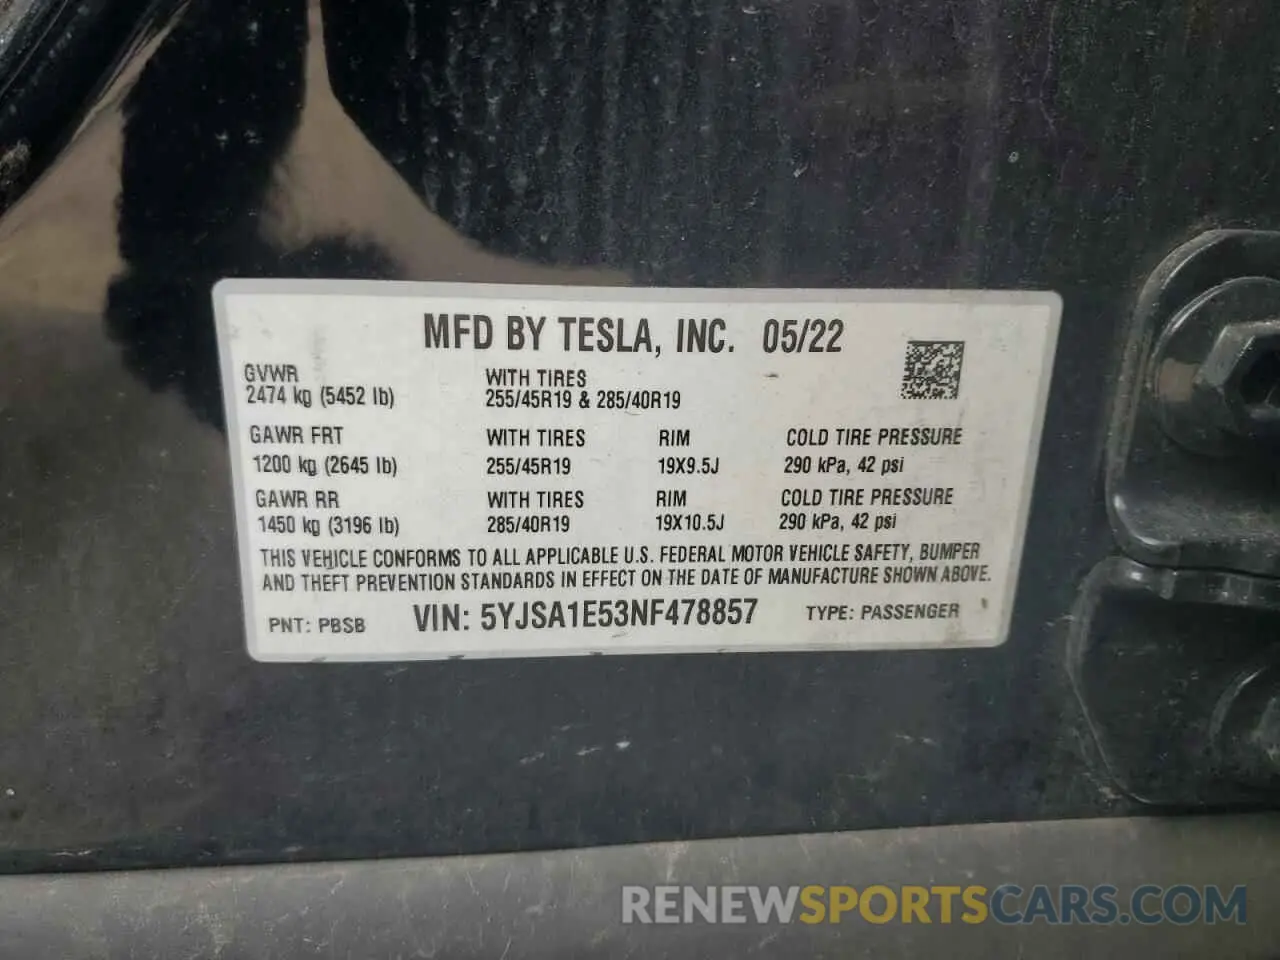 MFD BY TESLA, INC. 05/22
GVWR WITH TIRES
2474 kg (5452 lb) 255/45R19 & 285/40R19
GAWR FRT WITH TIRES RIM COLD TIRE PRESSURE
1200 kg (2645 lb) 255/45R19 19X9.5J 290 kPa, 42 psi
GAWR RR WITH TIRES RIM COLD TIRE PRESSURE
1450 kg (3196 lb) 285/40R19 19X10.5J 290 kPa, 42 psi
THIS VEHICLE CONFORMS TO ALL APPLICABLE U.S. FEDERAL MOTOR VEHICLE SAFETY, BUMPER
AND THEFT PREVENTION STANDARDS IN EFFECT ON THE DATE OF MANUFACTURE SHOWN ABOVE.
PNT: PBSB VIN: 5YJSA1E53NF478857 TYPE: PASSENGER
RENEWSPORTSCARS.COM